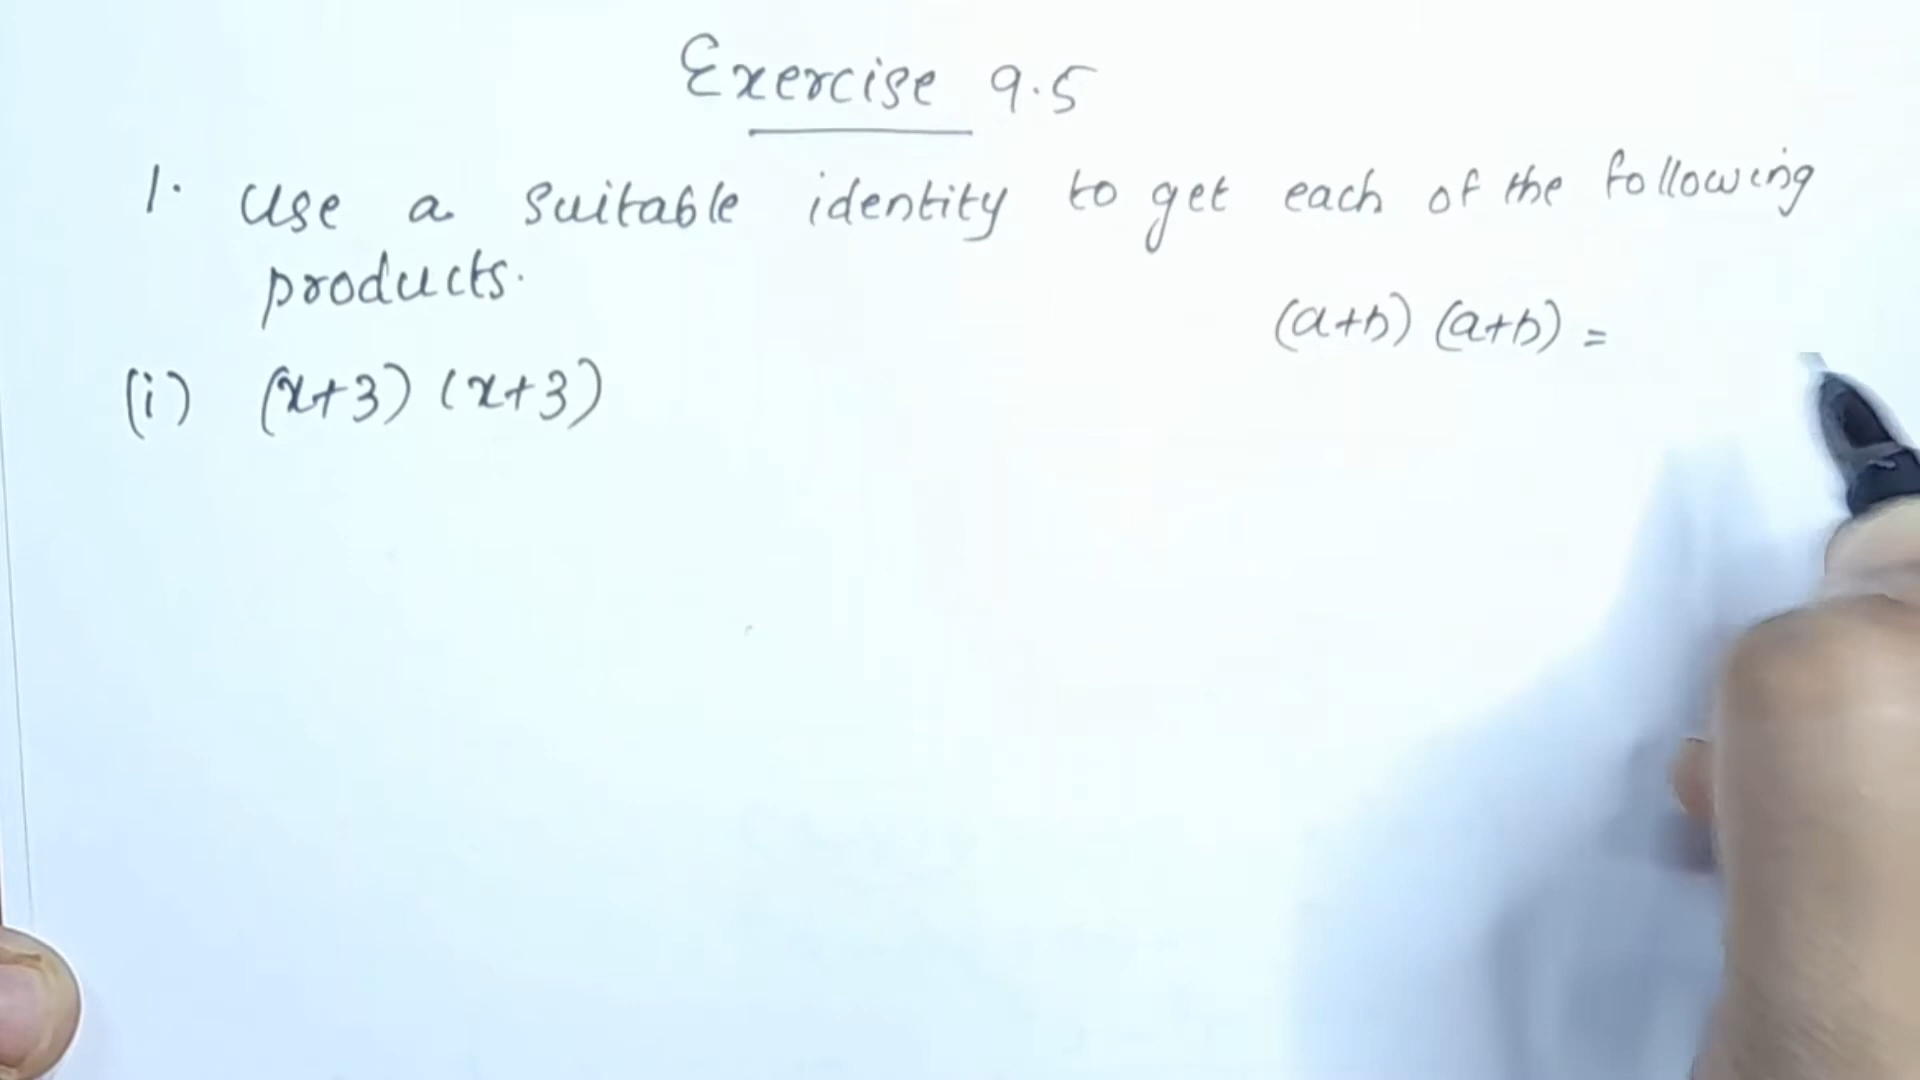 Exercise 9.5
1. Use a suitable identity to get each of the following
products.
(a+b) (a+b) =
(i) (x+3) (x+3)